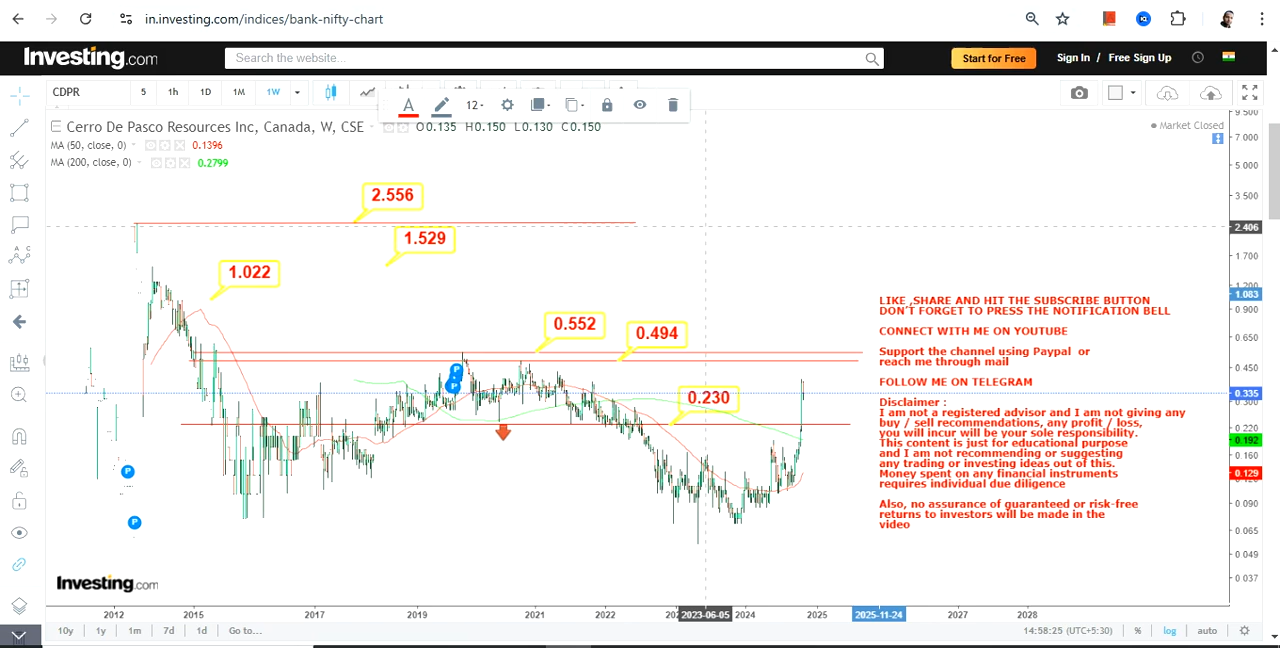 in.investing.com/indices/bank-nifty-chart
Investing.com
Search the website...
Start for Free
Sign In / Free Sign Up
CDPR
5 1h 1D 1M 1W
A 12
Cerro De Pasco Resources Inc, Canada, W, CSE
O 0.135 H 0.150 L 0.130 C 0.150
MA (50, close, 0) 0.1396
MA (200, close, 0) 0.2799
Market Closed
2.556
1.529
1.022
0.552
0.494
0.230
P
P
P
P
LIKE ,SHARE AND HIT THE SUBSCRIBE BUTTON
DON'T FORGET TO PRESS THE NOTIFICATION BELL
CONNECT WITH ME ON YOUTUBE
Support the channel using Paypal or
reach me through mail
FOLLOW ME ON TELEGRAM
Disclaimer :
I am not a registered advisor and I am not giving any
buy / sell recommendations, any profit / loss,
you will incur will be your sole responsibility.
This content is just for educational purpose
and I am not recommending or suggesting
any trading or investing ideas out of this.
Money spent on any financial instruments
requires individual due diligence
Also, no assurance of guaranteed or risk-free
returns to investors will be made in the
video
9.500
7.000
5.000
3.500
2.406
1.700
1.200
1.083
0.900
0.650
0.450
0.335
0.300
0.220
0.192
0.160
0.129
0.090
0.065
0.049
0.037
Investing.com
2012 2015 2017 2019 2021 2022 2023-06-05 2024 2025 2025-11-24 2027 2028
10y 1y 1m 7d 1d Go to...
14:58:25 (UTC+5:30) % log auto